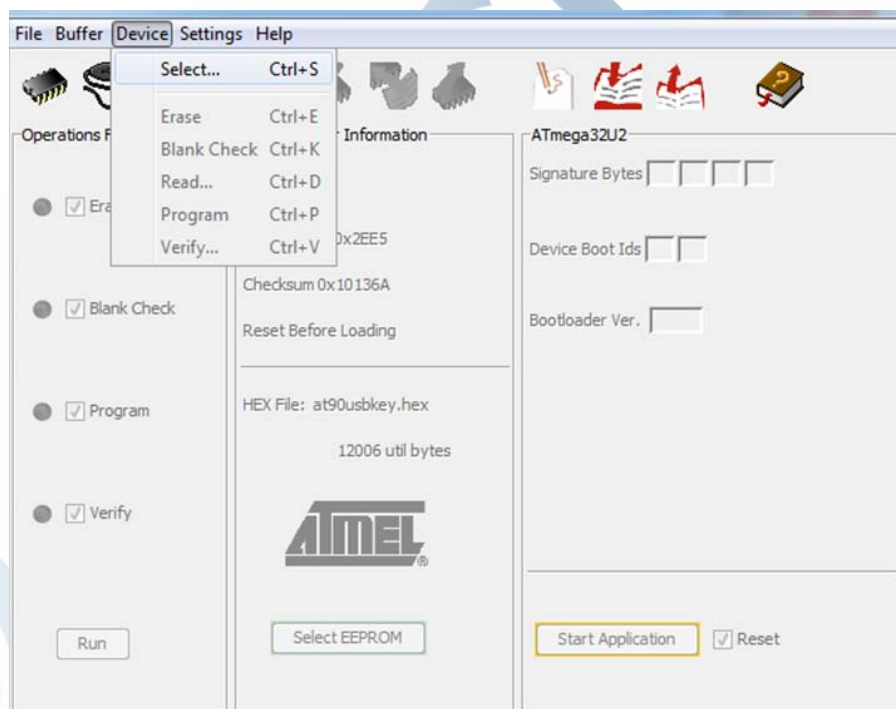 File Buffer Device Settings Help
Select... Ctrl+S
Erase Ctrl+E
Blank Check Ctrl+K
Read... Ctrl+D
Program Ctrl+P
Verify... Ctrl+V
Operations
Blank Check
Program
Verify
Run
Information
0x2EE5
Checksum 0x10136A
Reset Before Loading
HEX File: at90usbkey.hex
12006 util bytes
ATMEL®
Select EEPROM
ATmega32U2
Signature Bytes
Device Boot Ids
Bootloader Ver.
Start Application Reset